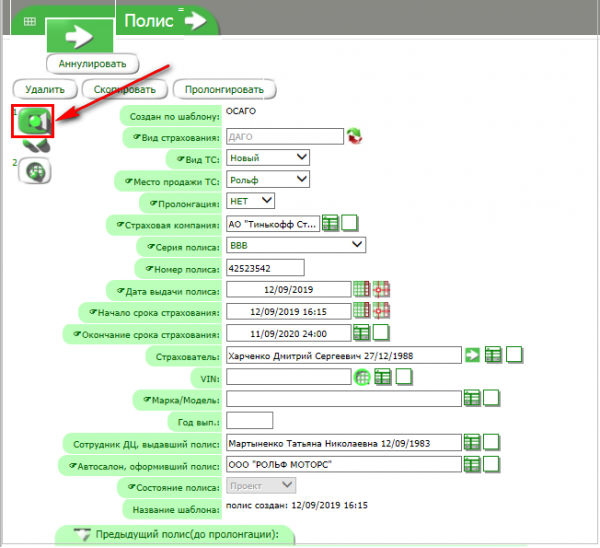 Полис
Аннулировать
Удалить Скопировать Пролонгировать
1
2
Создан по шаблону: ОСАГО
Вид страхования: ДАГО
Вид ТС: Новый
Место продажи ТС: Рольф
Пролонгация: НЕТ
Страховая компания: АО "Тинькофф Ст...
Серия полиса: ВВВ
Номер полиса: 42523542
Дата выдачи полиса: 12/09/2019
Начало срока страхования: 12/09/2019 16:15
Окончание срока страхования: 11/09/2020 24:00
Страхователь: Харченко Дмитрий Сергеевич 27/12/1988
VIN:
Марка/Модель:
Год вып.:
Сотрудник ДЦ, выдавший полис: Мартыненко Татьяна Николаевна 12/09/1983
Автосалон, оформивший полис: ООО "РОЛЬФ МОТОРС"
Состояние полиса: Проект
Название шаблона: полис создан: 12/09/2019 16:15
Предыдущий полис(до пролонгации):